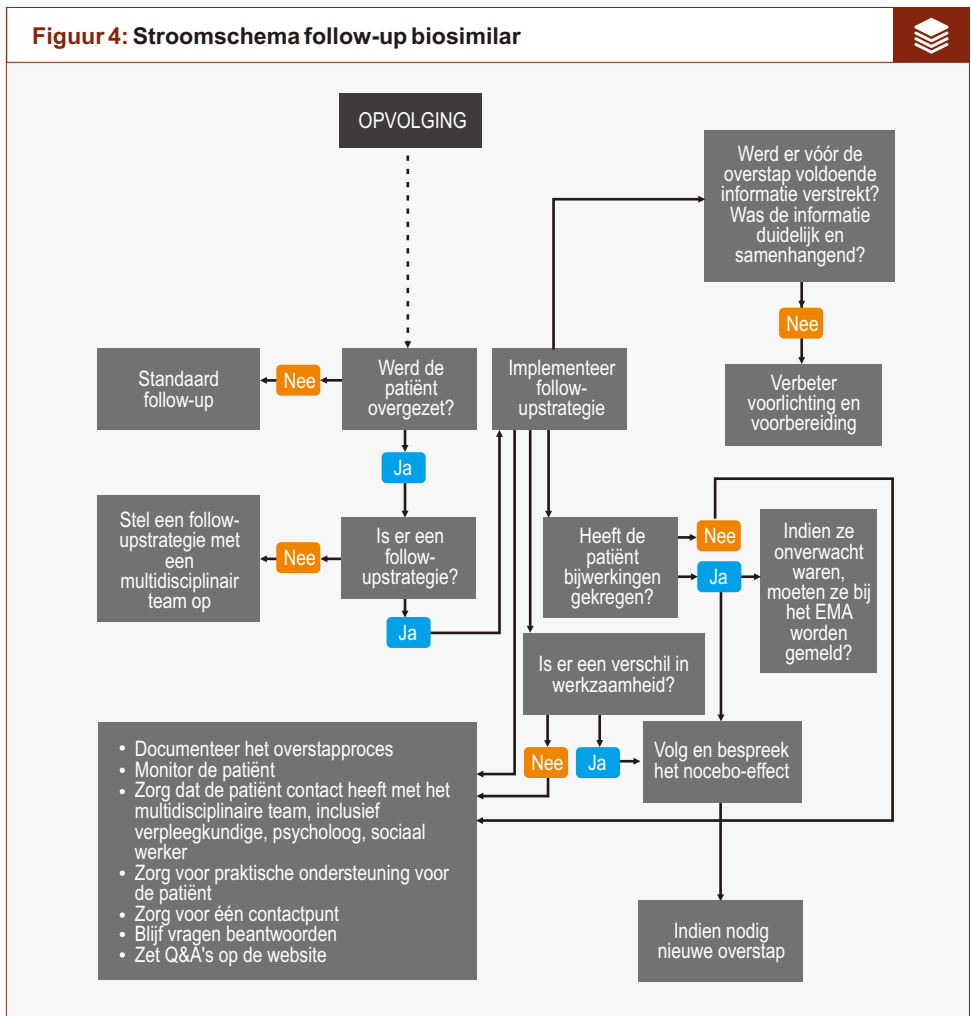 Figuur 4: Stroomschema follow-up biosimilar
OPVOLGING
Werd er vóór de
overstap voldoende
informatie verstrekt?
Was de informatie
duidelijk en
samenhangend?
Nee
Verbeter
voorlichting en
voorbereiding
Standaard
follow-up
Nee
Werd de
patiënt
overgezet?
Implementeer
follow-
upstrategie
Ja
Stel een follow-
upstrategie met
een
multidisciplinair
team op
Nee
Is er een
follow-
upstrategie?
Ja
Heeft de
patiënt
bijwerkingen
gekregen?
Nee
Ja
Indien ze
onverwacht
waren,
moeten ze bij
het EMA
worden
gemeld?
Is er een verschil in
werkzaamheid?
Nee
Ja
Volg en bespreek
het nocebo-effect
• Documenteer het overstapproces
• Monitor de patiënt
• Zorg dat de patiënt contact heeft met het
multidisciplinaire team, inclusief
verpleegkundige, psycholoog, sociaal
werker
• Zorg voor praktische ondersteuning voor
de patiënt
• Zorg voor één contactpunt
• Blijf vragen beantwoorden
• Zet Q&A's op de website
Indien nodig
nieuwe overstap